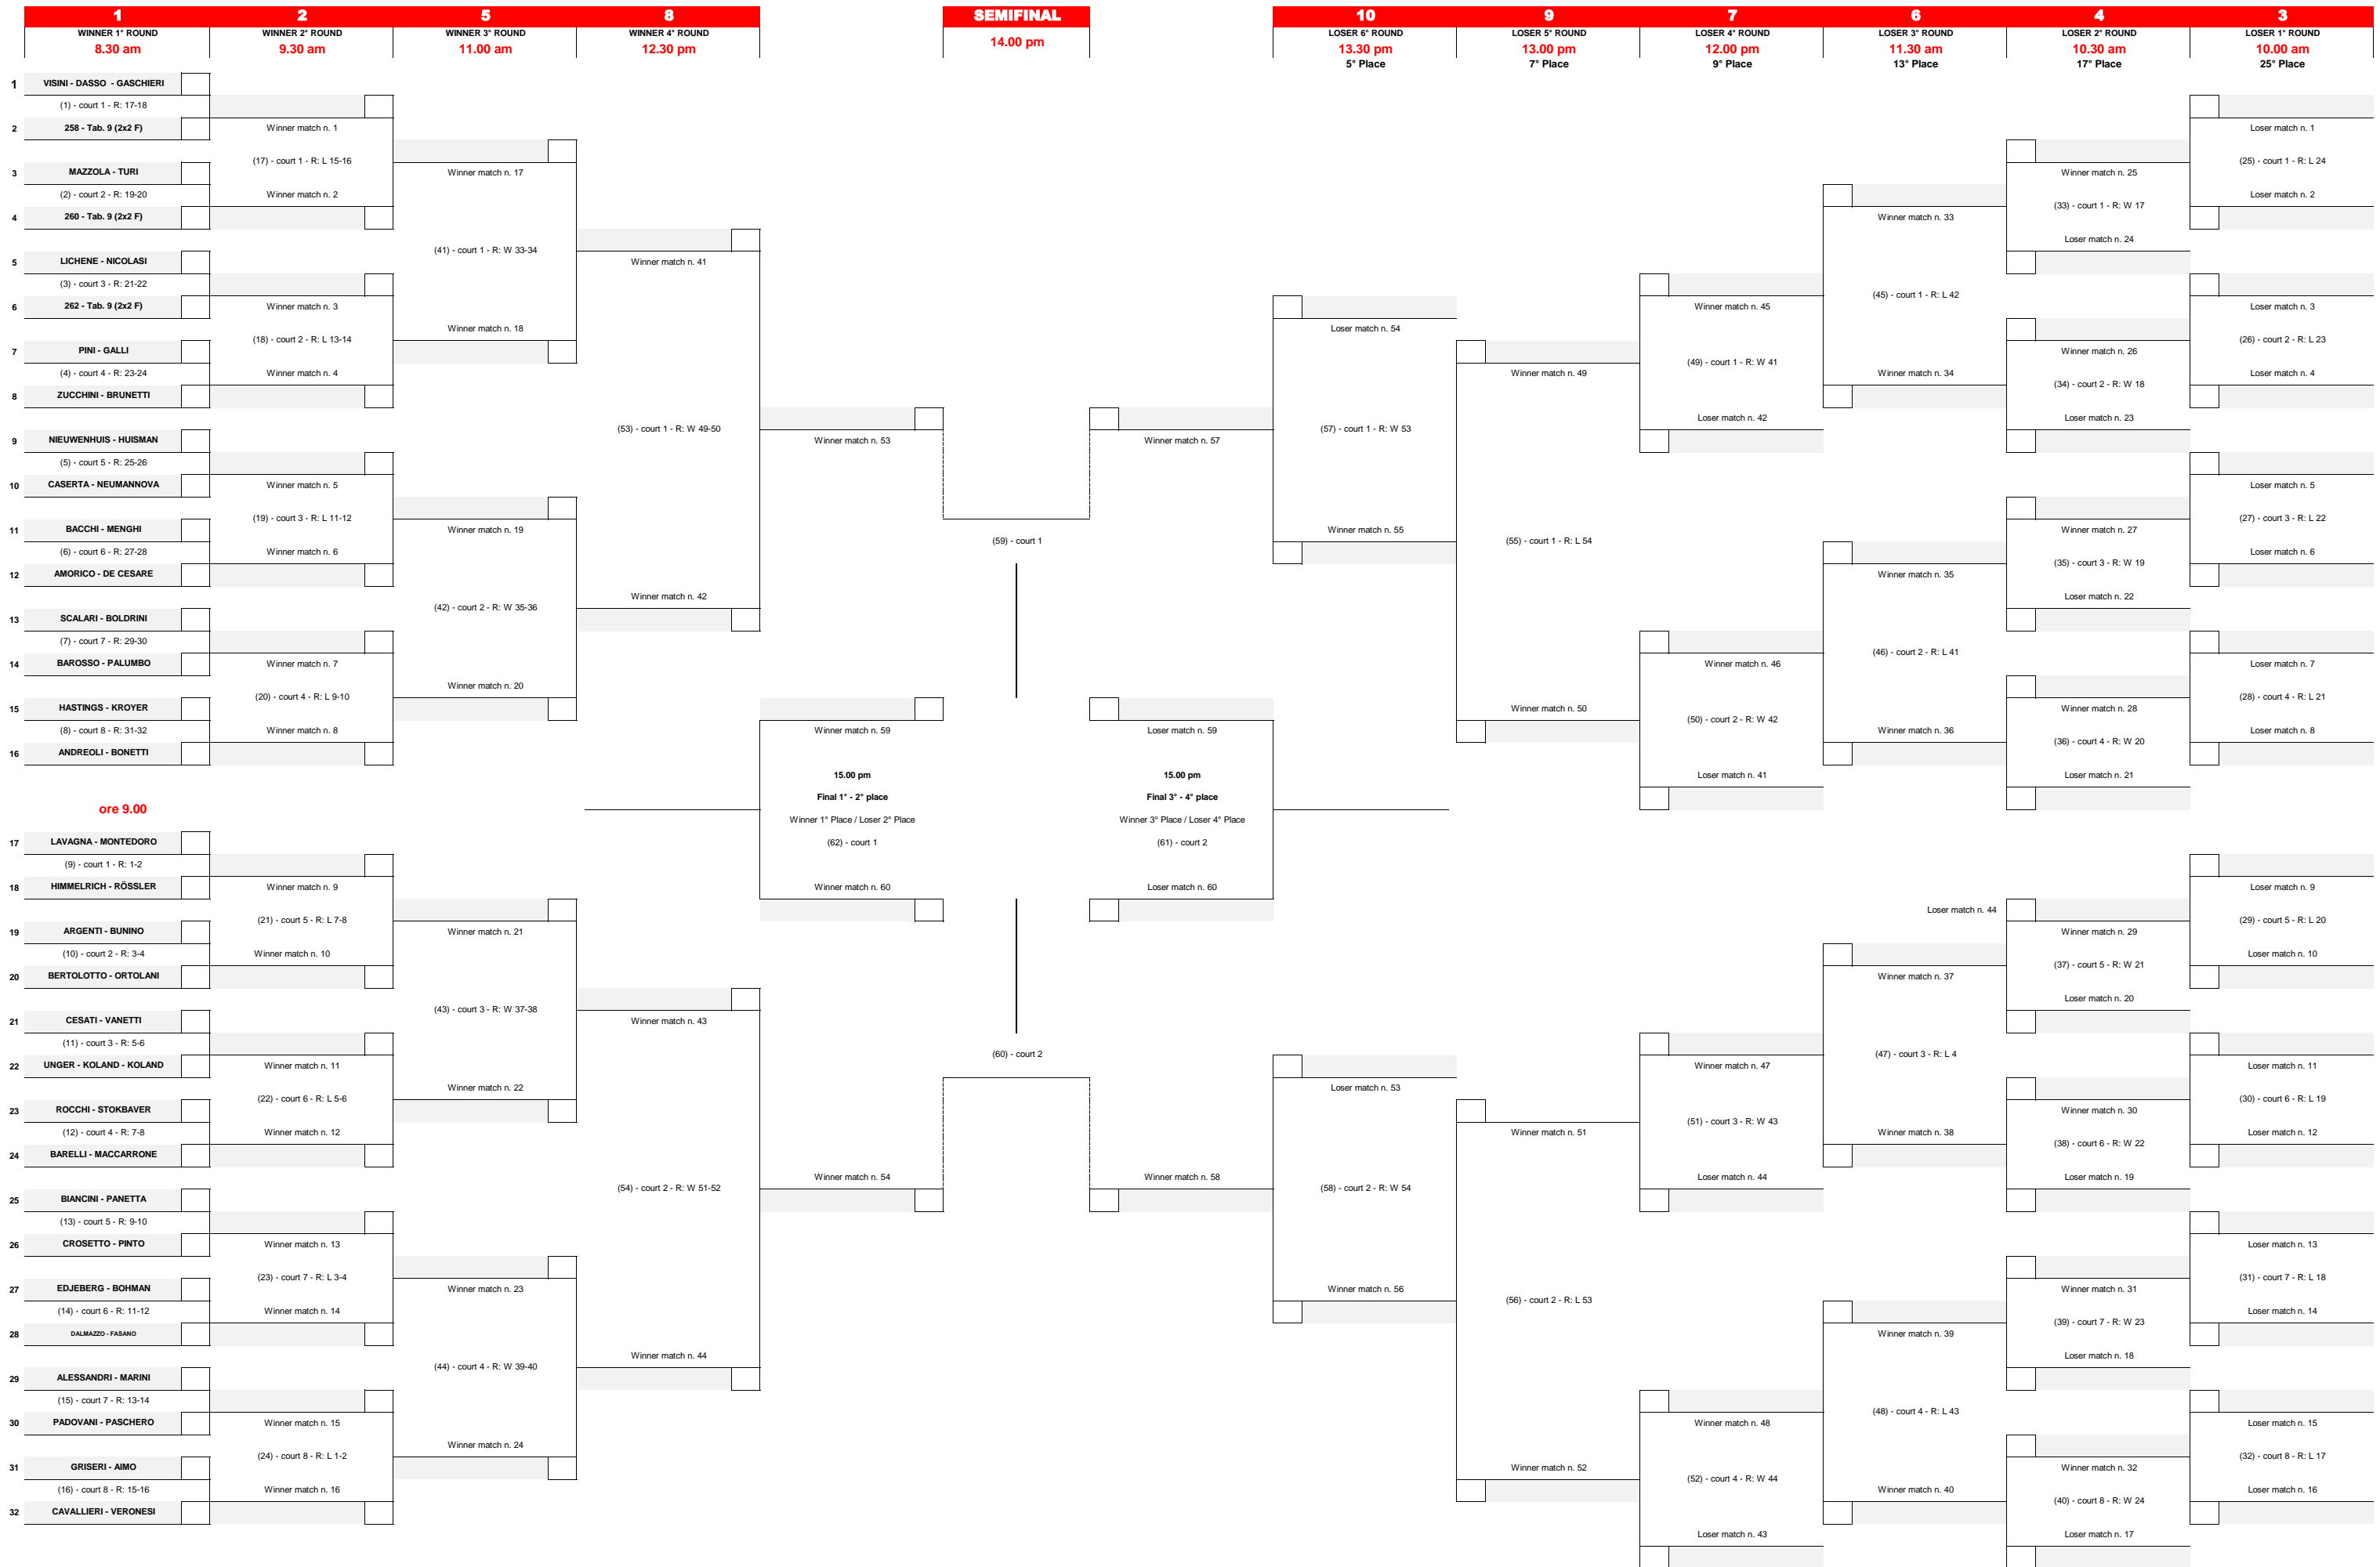 1
2
5
8
SEMIFINAL
10
9
7
6
4
3
WINNER 1° ROUND
WINNER 2° ROUND
WINNER 3° ROUND
WINNER 4° ROUND
14.00 pm
LOSER 6° ROUND
LOSER 5° ROUND
LOSER 4° ROUND
LOSER 3° ROUND
LOSER 2° ROUND
LOSER 1° ROUND
8.30 am
9.30 am
11.00 am
12.30 pm
13.30 pm
13.00 pm
12.00 pm
11.30 am
10.30 am
10.00 am
5° Place
7° Place
9° Place
13° Place
17° Place
25° Place
1 VISINI - DASSO - GASCHIERI
(1) - court 1 - R: 17-18
2 258 - Tab. 9 (2x2 F)
3 MAZZOLA - TURI
(2) - court 2 - R: 19-20
4 260 - Tab. 9 (2x2 F)
5 LICHENE - NICOLASI
(3) - court 3 - R: 21-22
6 262 - Tab. 9 (2x2 F)
7 PINI - GALLI
(4) - court 4 - R: 23-24
8 ZUCCHINI - BRUNETTI
9 NIEUWENHUIS - HUISMAN
(5) - court 5 - R: 25-26
10 CASERTA - NEUMANNOVA
11 BACCHI - MENGHI
(6) - court 6 - R: 27-28
12 AMORICO - DE CESARE
13 SCALARI - BOLDRINI
(7) - court 7 - R: 29-30
14 BAROSSO - PALUMBO
15 HASTINGS - KROYER
(8) - court 8 - R: 31-32
16 ANDREOLI - BONETTI
ore 9.00
17 LAVAGNA - MONTEDORO
(9) - court 1 - R: 1-2
18 HIMMELRICH - RÖSSLER
19 ARGENTI - BUNINO
(10) - court 2 - R: 3-4
20 BERTOLOTTO - ORTOLANI
21 CESATI - VANETTI
(11) - court 3 - R: 5-6
22 UNGER - KOLAND - KOLAND
23 ROCCHI - STOKBAVER
(12) - court 4 - R: 7-8
24 BARELLI - MACCARRONE
25 BIANCINI - PANETTA
(13) - court 5 - R: 9-10
26 CROSETTO - PINTO
27 EDJEBERG - BOHMAN
(14) - court 6 - R: 11-12
28 DALMAZZO - FASANO
29 ALESSANDRI - MARINI
(15) - court 7 - R: 13-14
30 PADOVANI - PASCHERO
31 GRISERI - AIMO
(16) - court 8 - R: 15-16
32 CAVALLIERI - VERONESI
Winner match n. 1
(17) - court 1 - R: L 15-16
Winner match n. 2
Winner match n. 3
(18) - court 2 - R: L 13-14
Winner match n. 4
Winner match n. 5
(19) - court 3 - R: L 11-12
Winner match n. 6
Winner match n. 7
(20) - court 4 - R: L 9-10
Winner match n. 8
Winner match n. 9
(21) - court 5 - R: L 7-8
Winner match n. 10
Winner match n. 11
(22) - court 6 - R: L 5-6
Winner match n. 12
Winner match n. 13
(23) - court 7 - R: L 3-4
Winner match n. 14
Winner match n. 15
(24) - court 8 - R: L 1-2
Winner match n. 16
Winner match n. 17
(41) - court 1 - R: W 33-34
Winner match n. 18
Winner match n. 19
(42) - court 2 - R: W 35-36
Winner match n. 20
Winner match n. 21
(43) - court 3 - R: W 37-38
Winner match n. 22
Winner match n. 23
(44) - court 4 - R: W 39-40
Winner match n. 24
Winner match n. 41
(53) - court 1 - R: W 49-50
Winner match n. 42
Winner match n. 43
(54) - court 2 - R: W 51-52
Winner match n. 44
Winner match n. 53
Winner match n. 59
15.00 pm
Final 1° - 2° place
Winner 1° Place / Loser 2° Place
(62) - court 1
Winner match n. 60
Winner match n. 54
(59) - court 1
(60) - court 2
Winner match n. 57
Loser match n. 59
15.00 pm
Final 3° - 4° place
Winner 3° Place / Loser 4° Place
(61) - court 2
Loser match n. 60
Winner match n. 58
Loser match n. 54
(57) - court 1 - R: W 53
Winner match n. 55
Loser match n. 53
(58) - court 2 - R: W 54
Winner match n. 56
Winner match n. 49
(55) - court 1 - R: L 54
Winner match n. 50
Winner match n. 51
(56) - court 2 - R: L 53
Winner match n. 52
Winner match n. 45
(49) - court 1 - R: W 41
Loser match n. 42
Winner match n. 46
(50) - court 2 - R: W 42
Loser match n. 41
Winner match n. 47
(51) - court 3 - R: W 43
Loser match n. 44
Winner match n. 48
(52) - court 4 - R: W 44
Loser match n. 43
Winner match n. 33
(45) - court 1 - R: L 42
Winner match n. 34
Winner match n. 35
(46) - court 2 - R: L 41
Winner match n. 36
Loser match n. 44
Winner match n. 37
(47) - court 3 - R: L 4
Winner match n. 38
Winner match n. 39
(48) - court 4 - R: L 43
Winner match n. 40
Winner match n. 25
(33) - court 1 - R: W 17
Loser match n. 24
Winner match n. 26
(34) - court 2 - R: W 18
Loser match n. 23
Winner match n. 27
(35) - court 3 - R: W 19
Loser match n. 22
Winner match n. 28
(36) - court 4 - R: W 20
Loser match n. 21
Winner match n. 29
(37) - court 5 - R: W 21
Loser match n. 20
Winner match n. 30
(38) - court 6 - R: W 22
Loser match n. 19
Winner match n. 31
(39) - court 7 - R: W 23
Loser match n. 18
Winner match n. 32
(40) - court 8 - R: W 24
Loser match n. 17
Loser match n. 1
(25) - court 1 - R: L 24
Loser match n. 2
Loser match n. 3
(26) - court 2 - R: L 23
Loser match n. 4
Loser match n. 5
(27) - court 3 - R: L 22
Loser match n. 6
Loser match n. 7
(28) - court 4 - R: L 21
Loser match n. 8
Loser match n. 9
(29) - court 5 - R: L 20
Loser match n. 10
Loser match n. 11
(30) - court 6 - R: L 19
Loser match n. 12
Loser match n. 13
(31) - court 7 - R: L 18
Loser match n. 14
Loser match n. 15
(32) - court 8 - R: L 17
Loser match n. 16